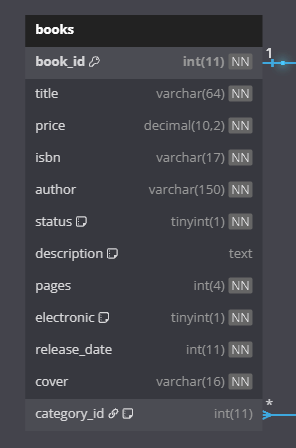 books
book_id int(11) NN 1
title varchar(64) NN
price decimal(10,2) NN
isbn varchar(17) NN
author varchar(150) NN
status tinyint(1) NN
description text
pages int(4) NN
electronic tinyint(1) NN
release_date int(11) NN
cover varchar(16) NN
category_id int(11) *